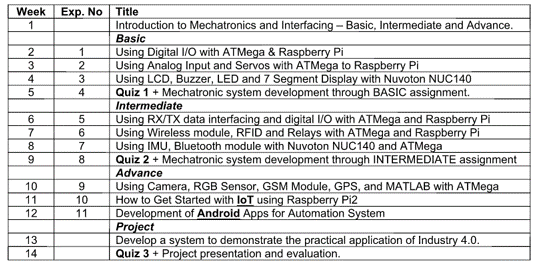 Week Exp. No Title
1 Introduction to Mechatronics and Interfacing – Basic, Intermediate and Advance.
Basic
2 1 Using Digital I/O with ATMega & Raspberry Pi
3 2 Using Analog Input and Servos with ATMega to Raspberry Pi
4 3 Using LCD, Buzzer, LED and 7 Segment Display with Nuvoton NUC140
5 4 Quiz 1 + Mechatronic system development through BASIC assignment.
Intermediate
6 5 Using RX/TX data interfacing and digital I/O with ATMega and Raspberry Pi
7 6 Using Wireless module, RFID and Relays with ATMega and Raspberry Pi
8 7 Using IMU, Bluetooth module with Nuvoton NUC140 and ATMega
9 8 Quiz 2 + Mechatronic system development through INTERMEDIATE assignment
Advance
10 9 Using Camera, RGB Sensor, GSM Module, GPS, and MATLAB with ATMega
11 10 How to Get Started with IoT using Raspberry Pi2
12 11 Development of Android Apps for Automation System
Project
13 Develop a system to demonstrate the practical application of Industry 4.0.
14 Quiz 3 + Project presentation and evaluation.